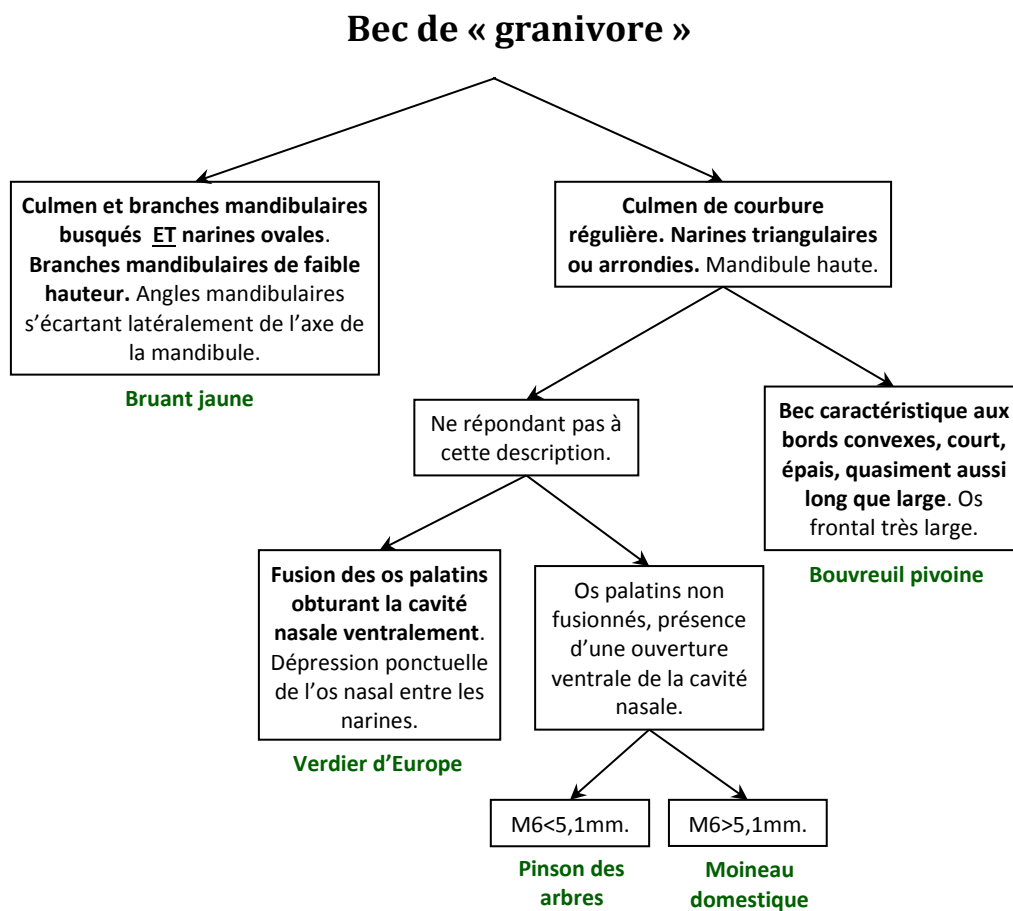 Bec de « granivore »
Culmen et branches mandibulaires
busqués ET narines ovales.
Branches mandibulaires de faible
hauteur. Angles mandibulaires
s’écartant latéralement de l’axe de
la mandibule.
Bruant jaune
Culmen de courbure
régulière. Narines triangulaires
ou arrondies. Mandibule haute.
Ne répondant pas à
cette description.
Bec caractéristique aux
bords convexes, court,
épais, quasiment aussi
long que large. Os
frontal très large.
Bouvreuil pivoine
Fusion des os palatins
obturant la cavité
nasale ventralement.
Dépression ponctuelle
de l’os nasal entre les
narines.
Verdier d’Europe
Os palatins non
fusionnés, présence
d’une ouverture
ventrale de la cavité
nasale.
M6<5,1mm.
Pinson des
arbres
M6>5,1mm.
Moineau
domestique